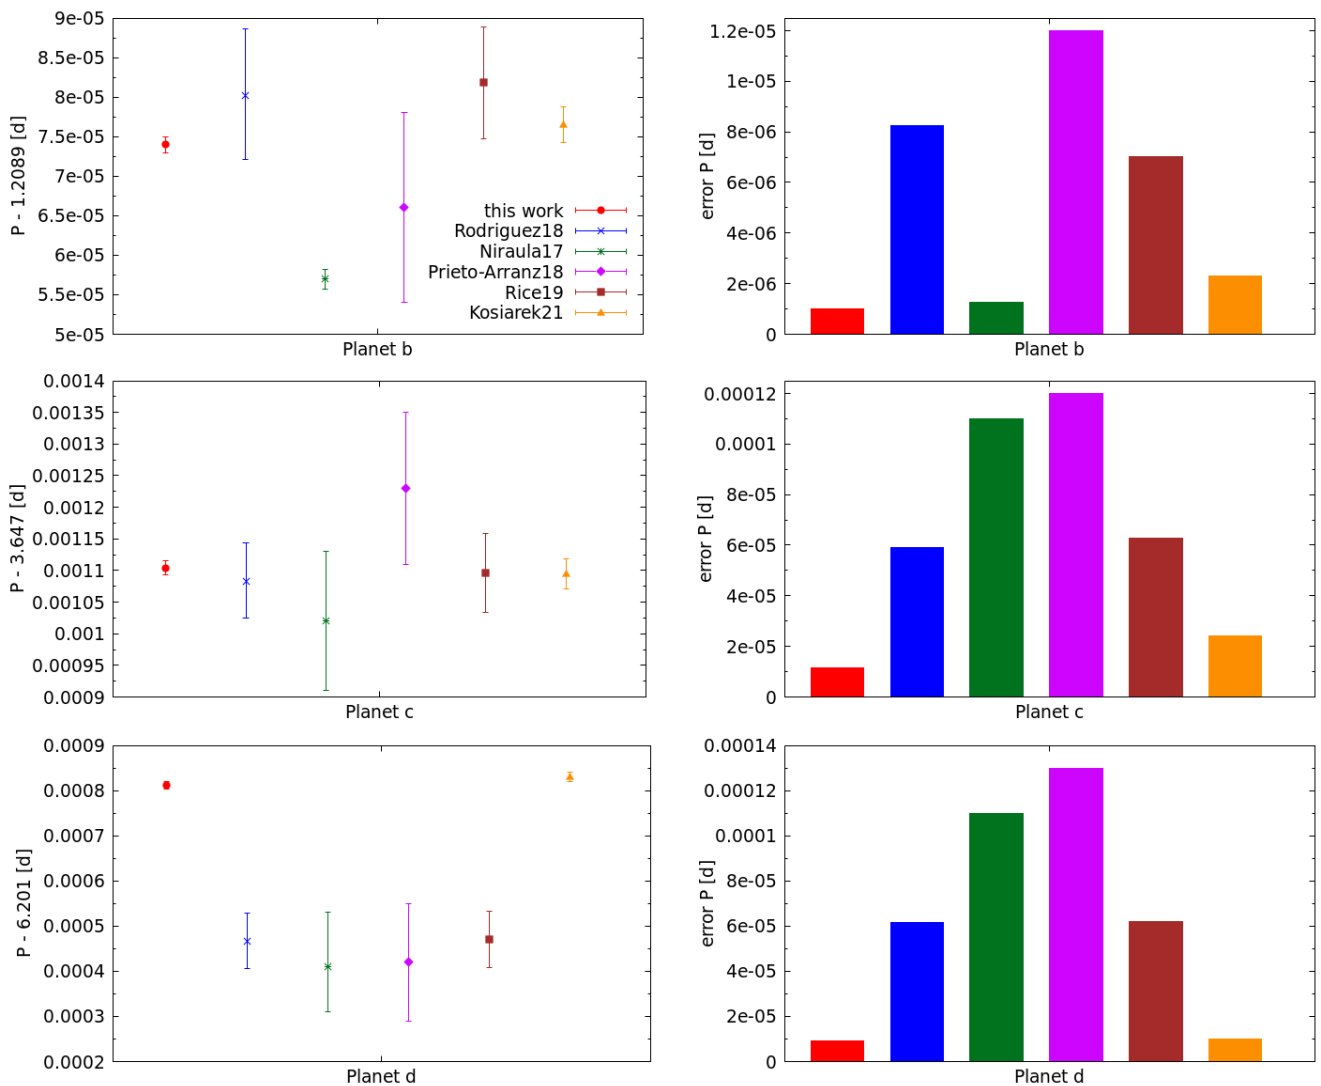 9e-05
8.5e-05
8e-05
7.5e-05
7e-05
6.5e-05
6e-05
5.5e-05
5e-05
P - 1.2089 [d]
this work
Rodriguez18
Niraula17
Prieto-Arranz18
Rice19
Kosiarek21
Planet b
1.2e-05
1e-05
8e-06
6e-06
4e-06
2e-06
0
error P [d]
Planet b
0.0014
0.00135
0.0013
0.00125
0.0012
0.00115
0.0011
0.00105
0.001
0.00095
0.0009
P - 3.647 [d]
Planet c
0.00012
0.0001
8e-05
6e-05
4e-05
2e-05
0
error P [d]
Planet c
0.0009
0.0008
0.0007
0.0006
0.0005
0.0004
0.0003
0.0002
P - 6.201 [d]
Planet d
0.00014
0.00012
0.0001
8e-05
6e-05
4e-05
2e-05
0
error P [d]
Planet d